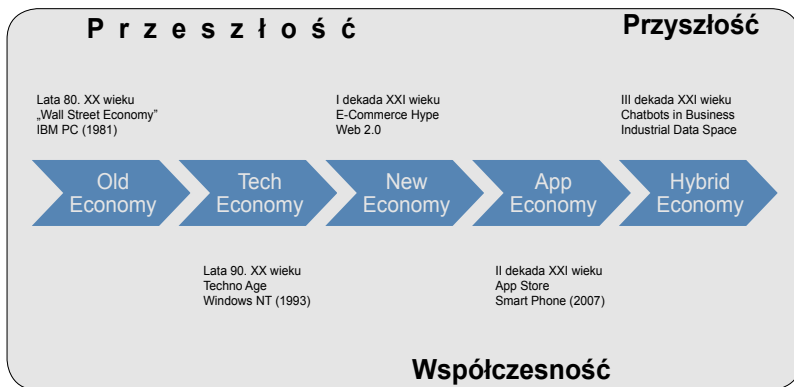 P r z e s z ł o ś ć
Przyszłość
Lata 80. XX wieku
„Wall Street Economy”
IBM PC (1981)
I dekada XXI wieku
E-Commerce Hype
Web 2.0
III dekada XXI wieku
Chatbots in Business
Industrial Data Space
Old
Economy
Tech
Economy
New
Economy
App
Economy
Hybrid
Economy
Lata 90. XX wieku
Techno Age
Windows NT (1993)
II dekada XXI wieku
App Store
Smart Phone (2007)
Współczesność